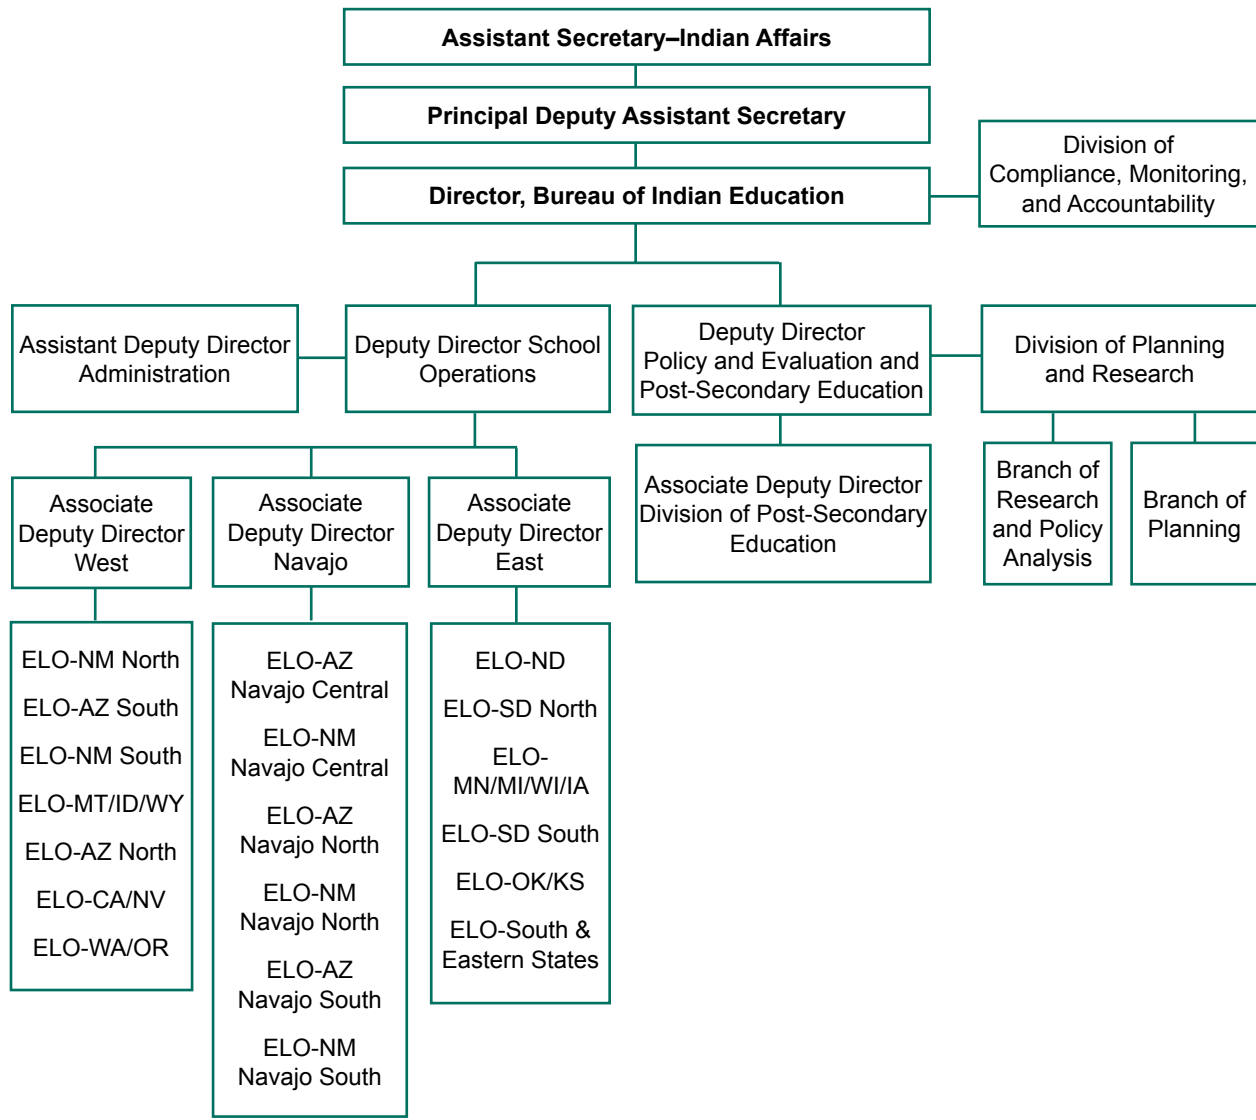 Assistant Secretary–Indian Affairs
Principal Deputy Assistant Secretary
Director, Bureau of Indian Education
Division of
Compliance, Monitoring,
and Accountability
Assistant Deputy Director
Administration
Deputy Director School
Operations
Deputy Director
Policy and Evaluation and
Post-Secondary Education
Division of Planning
and Research
Associate
Deputy Director
West
Associate
Deputy Director
Navajo
Associate
Deputy Director
East
Associate Deputy Director
Division of Post-Secondary
Education
Branch of
Research
and Policy
Analysis
Branch of
Planning
ELO-NM North
ELO-AZ South
ELO-NM South
ELO-MT/ID/WY
ELO-AZ North
ELO-CA/NV
ELO-WA/OR
ELO-AZ
Navajo Central
ELO-NM
Navajo Central
ELO-AZ
Navajo North
ELO-NM
Navajo North
ELO-AZ
Navajo South
ELO-NM
Navajo South
ELO-ND
ELO-SD North
ELO-
MN/MI/WI/IA
ELO-SD South
ELO-OK/KS
ELO-South &
Eastern States